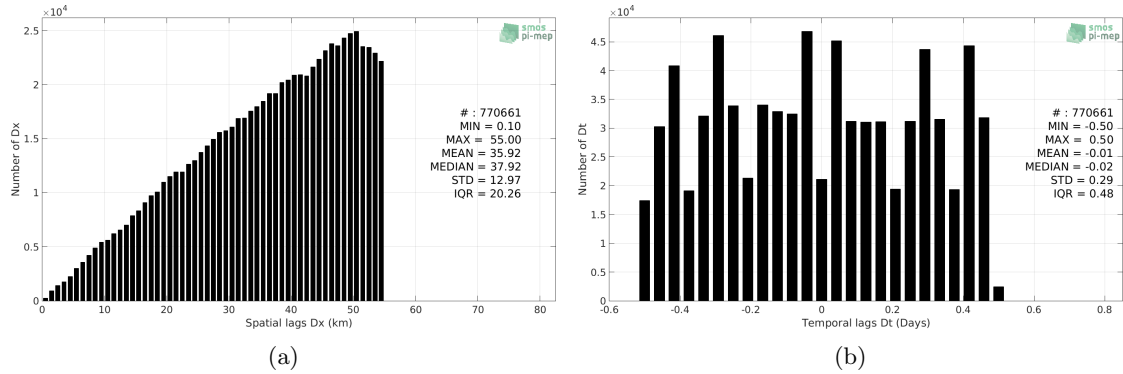 ×10^4
2.5
2
1.5
1
0.5
0
Number of Dx
0 10 20 30 40 50 60 70 80
Spatial lags Dx (km)
smos
pi-mep
# : 770661
MIN = 0.10
MAX = 55.00
MEAN = 35.92
MEDIAN = 37.92
STD = 12.97
IQR = 20.26
(a)
×10^4
4.5
4
3.5
3
2.5
2
1.5
1
0.5
0
Number of Dt
-0.6 -0.4 -0.2 0 0.2 0.4 0.6 0.8
Temporal lags Dt (Days)
smos
pi-mep
# : 770661
MIN = -0.50
MAX = 0.50
MEAN = -0.01
MEDIAN = -0.02
STD = 0.29
IQR = 0.48
(b)